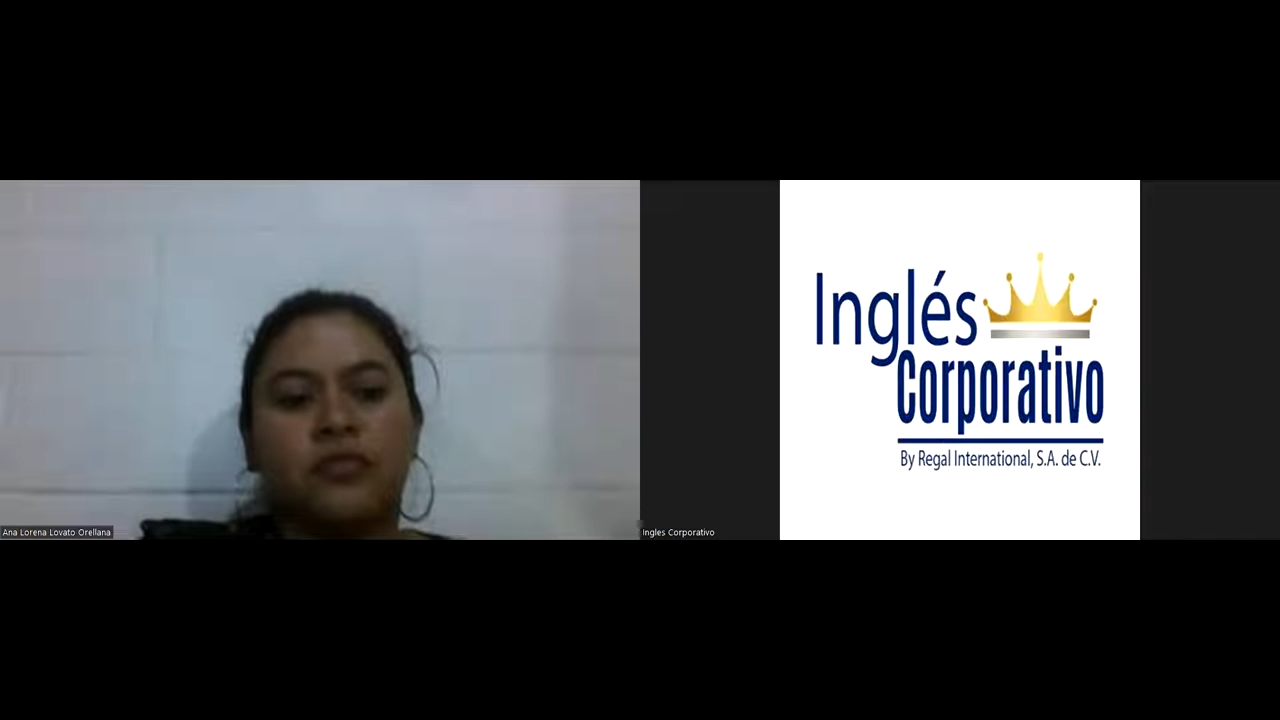 Inglés
Corporativo
By Regal International, S.A. de C.V.
Ana Lorena Lovato Orellana
Ingles Corporativo